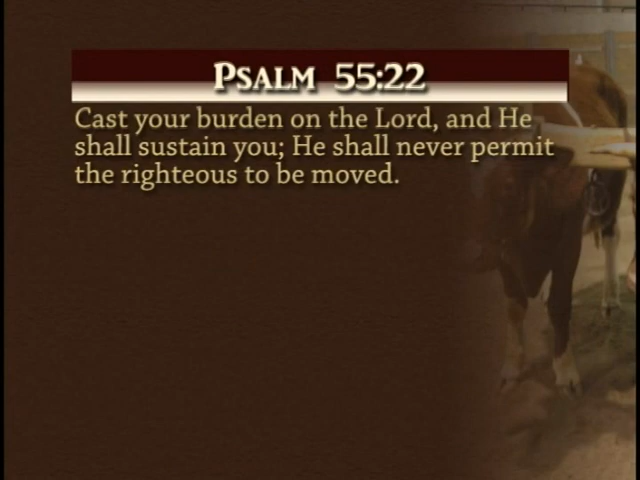 Psalm 55:22
Cast your burden on the Lord, and He
shall sustain you; He shall never permit
the righteous to be moved.